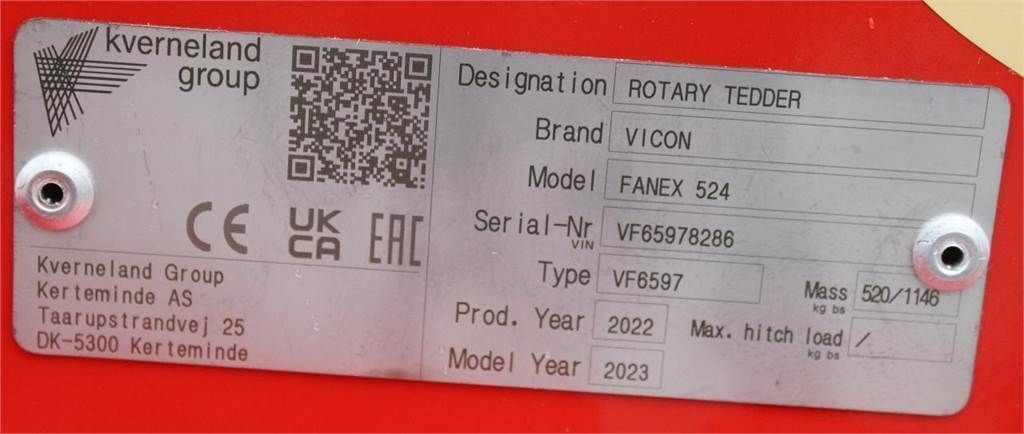 kverneland
group
CE UK
CA EAC
Kverneland Group
Kerteminde AS
Taarupstrandvej 25
DK-5300 Kerteminde
Designation ROTARY TEDDER
Brand VICON
Model FANEX 524
Serial-Nr VF65978286
VIN
Type VF6597 Mass 520/1146
kg bs
Prod. Year 2022 Max. hitch load /
kg bs
Model Year 2023